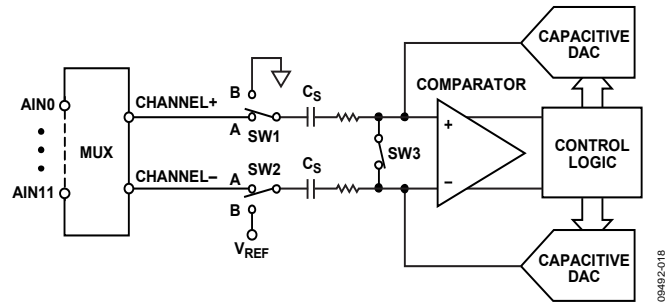 CAPACITIVE
DAC
COMPARATOR
B
CS
AIN0
CHANNEL+
A
SW1
+
MUX
SW3
CONTROL
LOGIC
CHANNEL–
A
SW2
CS
–
AIN11
B
VREF
CAPACITIVE
DAC
09492-018